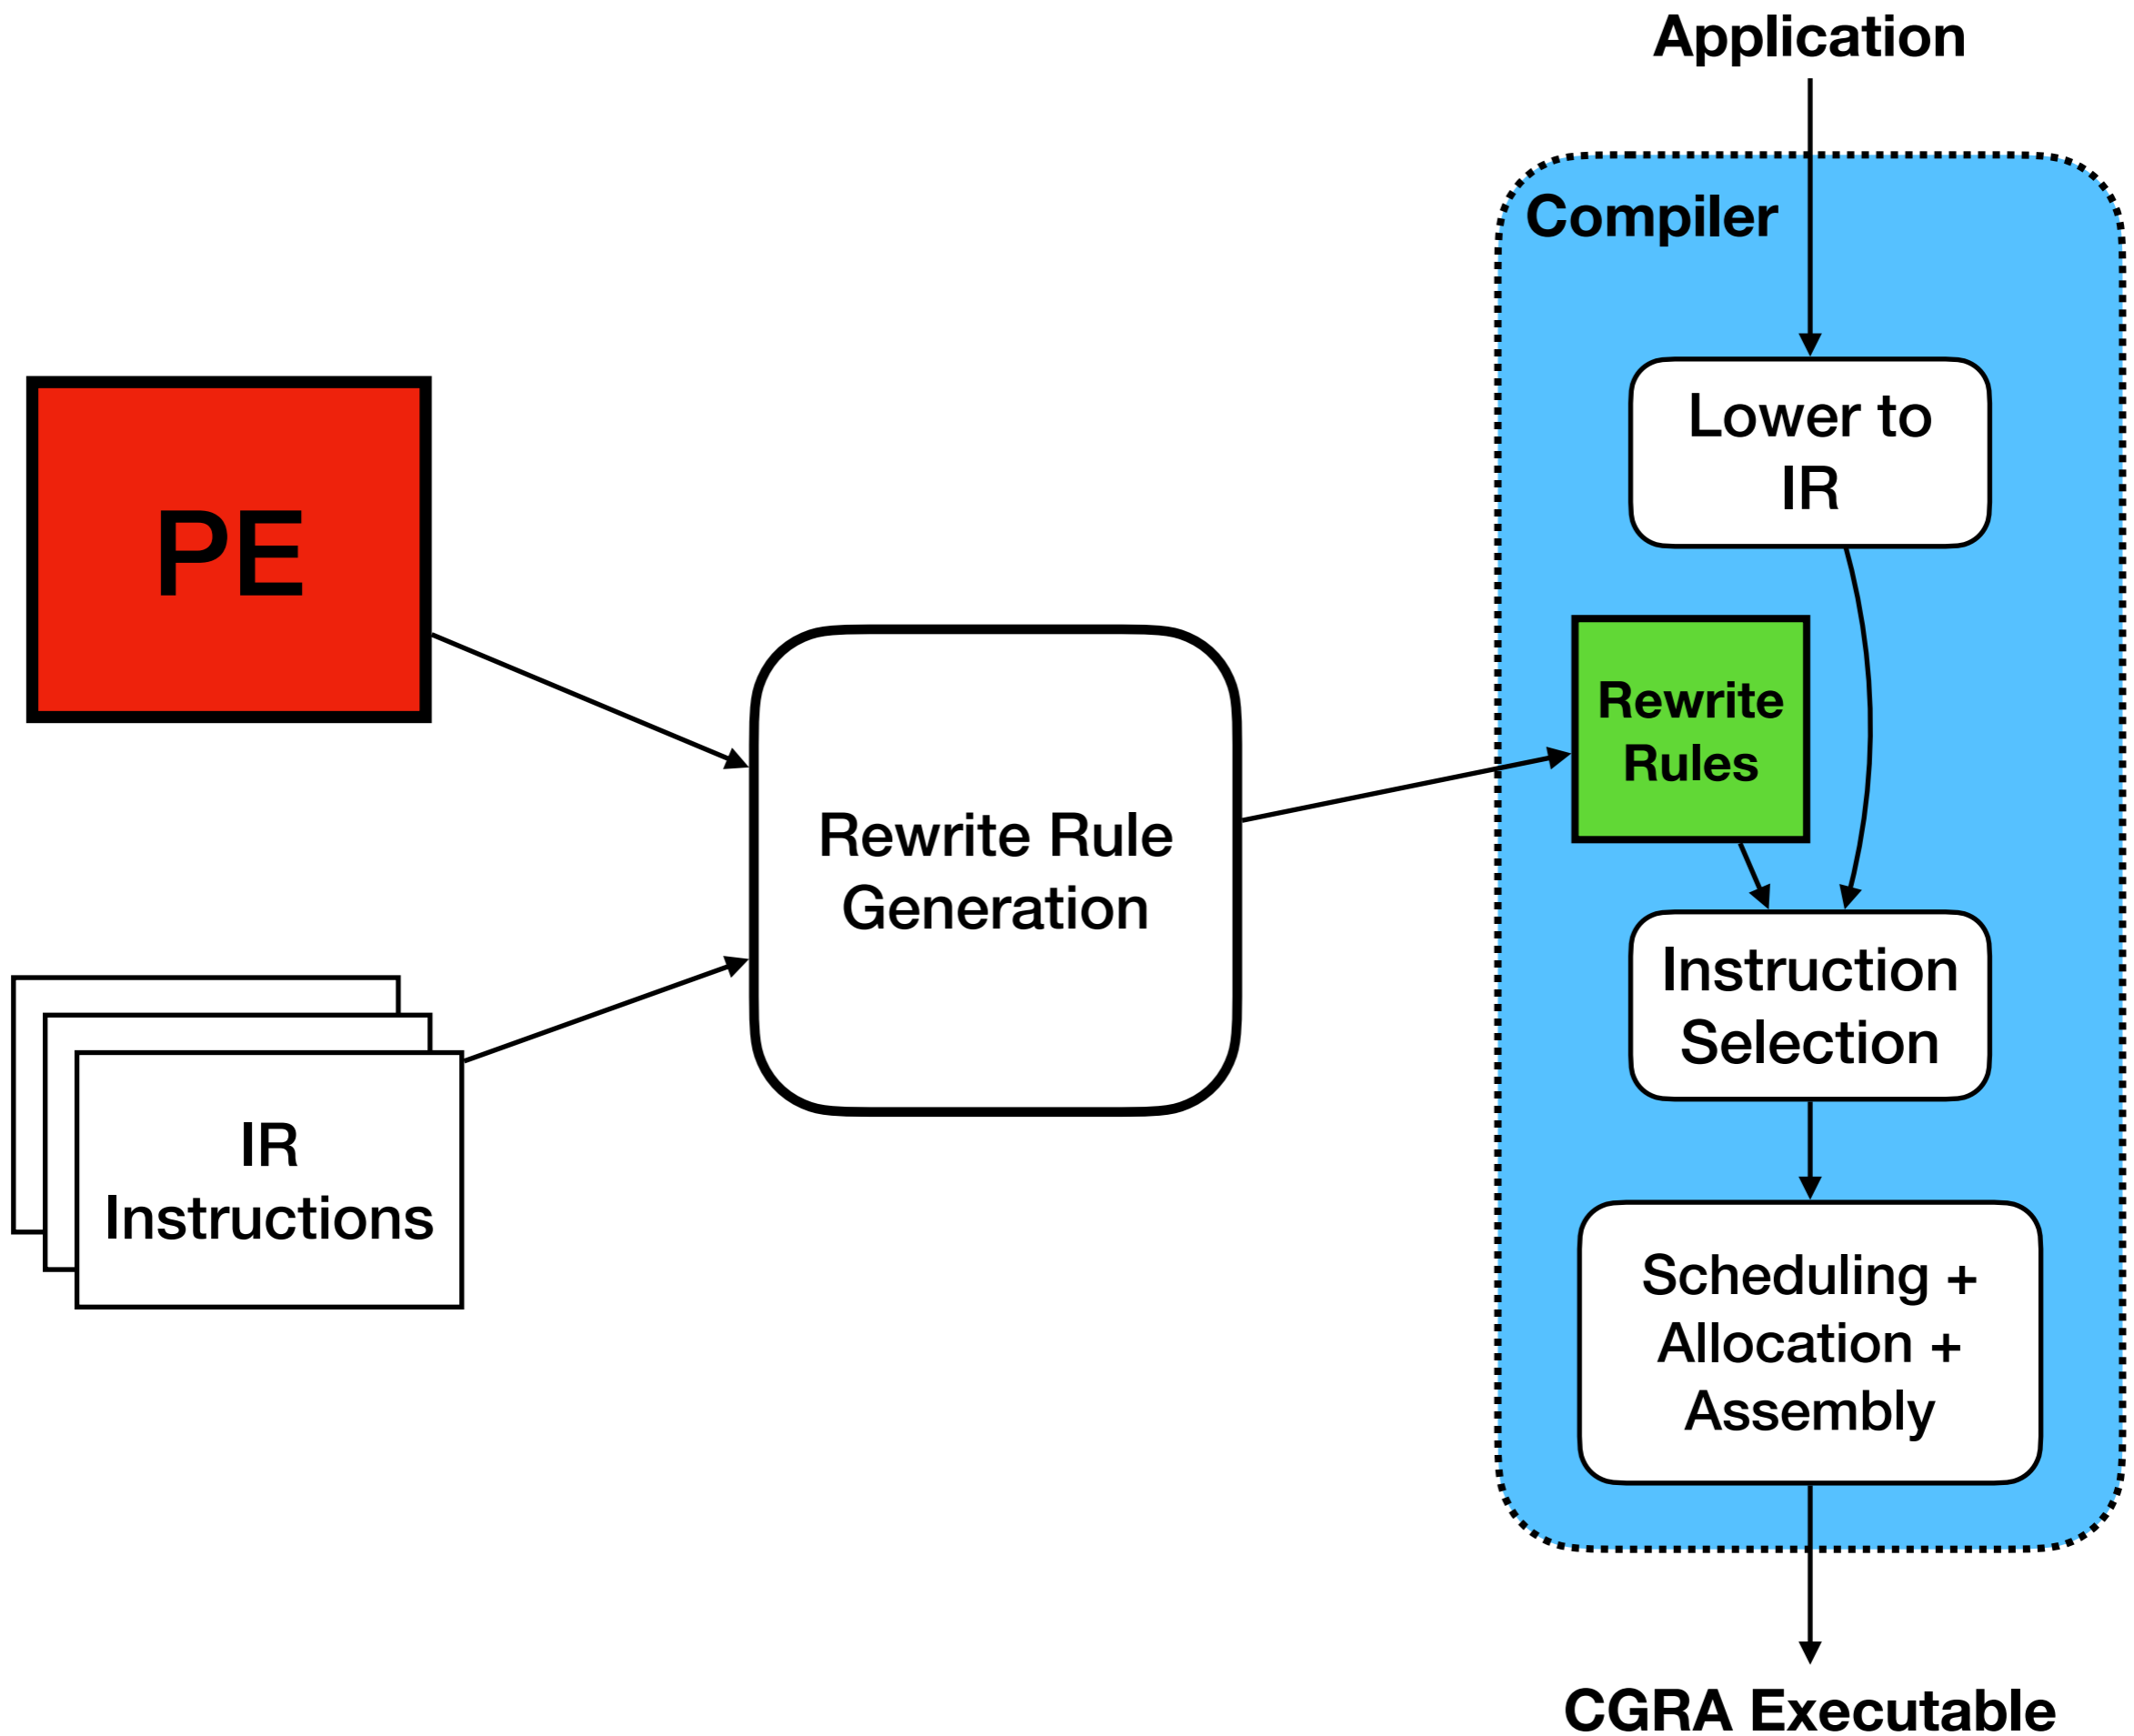 Application
Compiler
Lower to
IR
PE
Rewrite
Rules
Rewrite Rule
Generation
Instruction
Selection
IR
Instructions
Scheduling +
Allocation +
Assembly
CGRA Executable